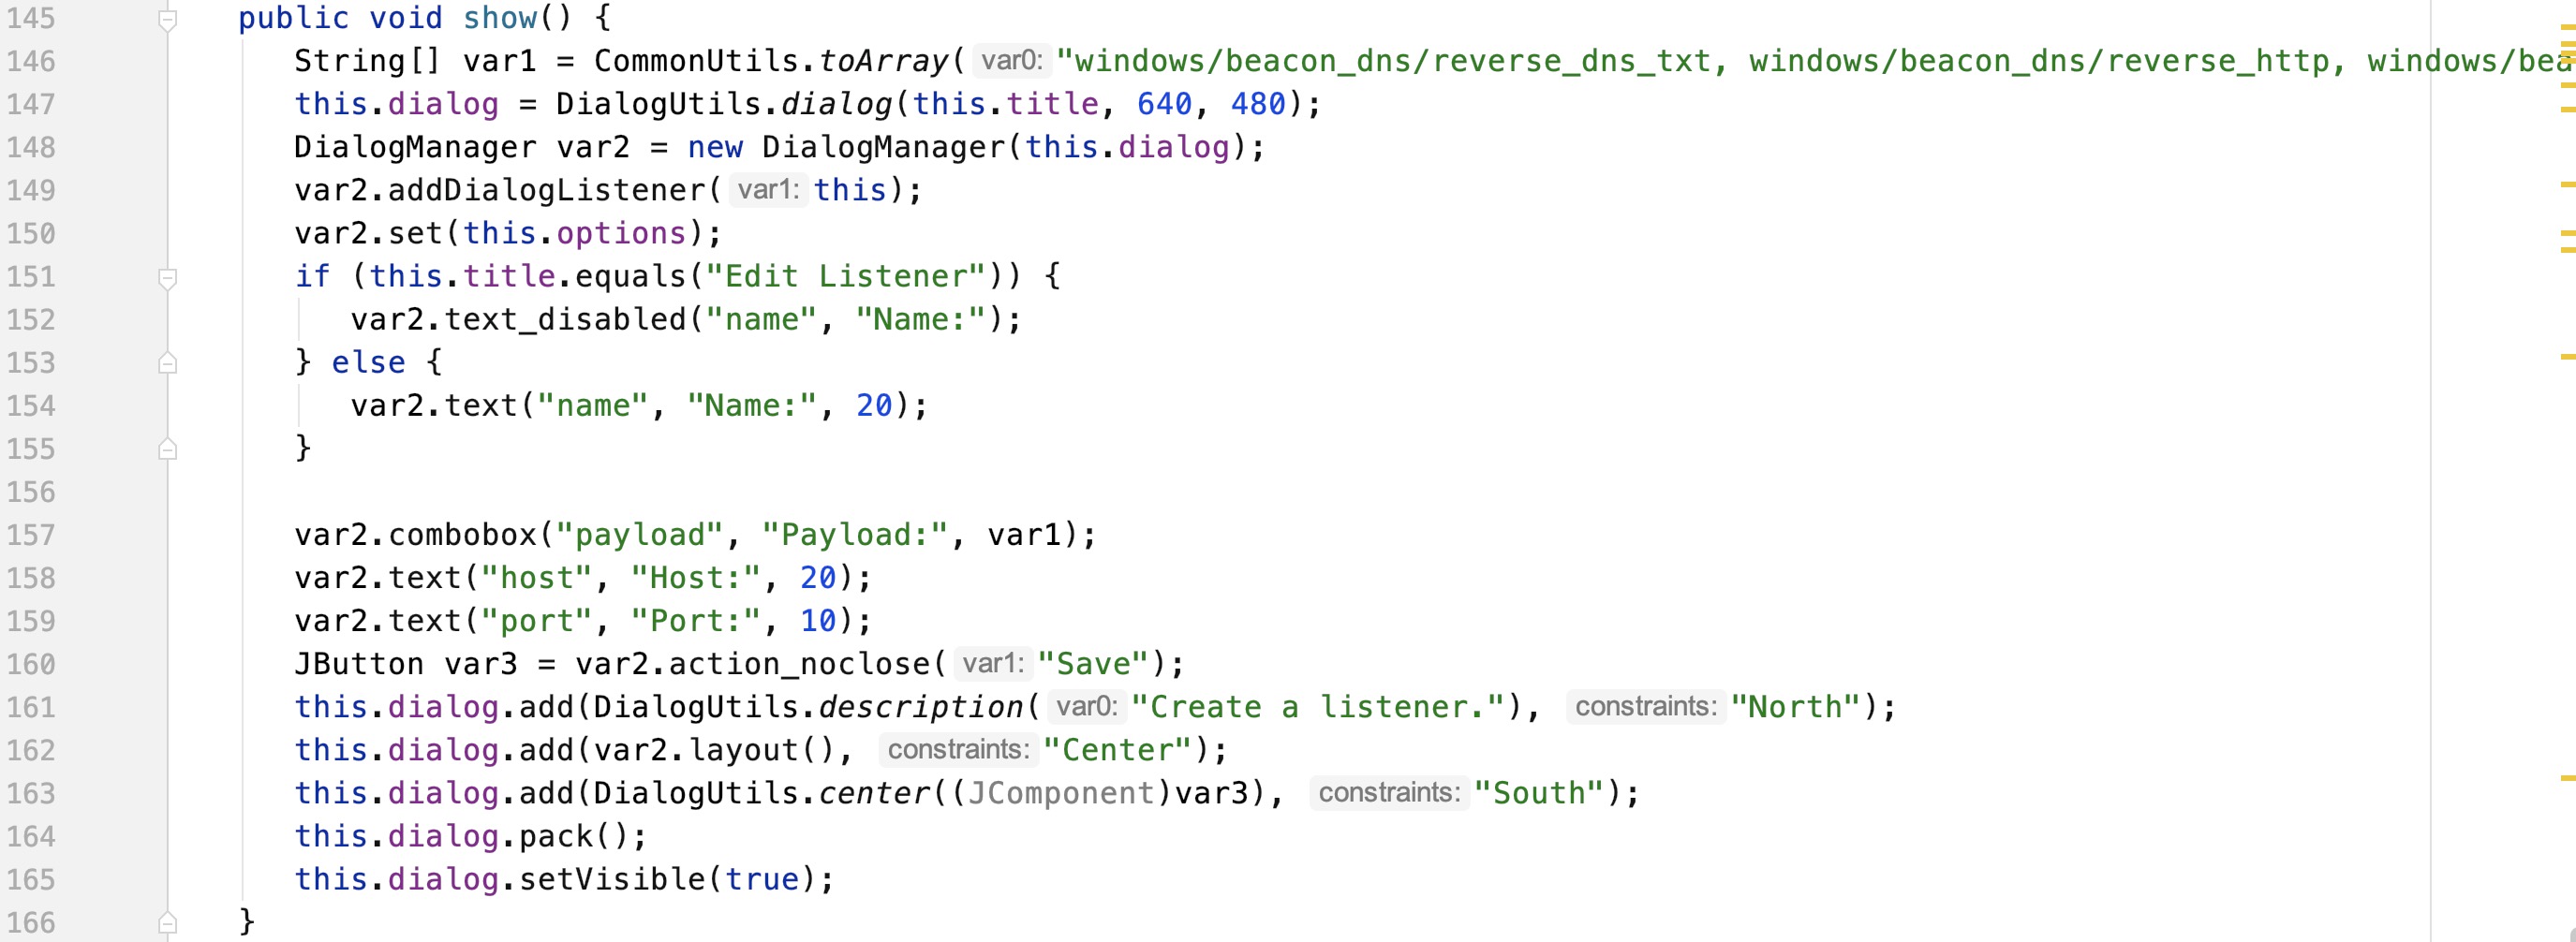 145 public void show() {
146 String[] var1 = CommonUtils.toArray( var0: "windows/beacon_dns/reverse_dns_txt, windows/beacon_dns/reverse_http, windows/bea
147 this.dialog = DialogUtils.dialog(this.title, 640, 480);
148 DialogManager var2 = new DialogManager(this.dialog);
149 var2.addDialogListener( var1: this);
150 var2.set(this.options);
151 if (this.title.equals("Edit Listener")) {
152 var2.text_disabled("name", "Name:");
153 } else {
154 var2.text("name", "Name:", 20);
155 }
156
157 var2.combobox("payload", "Payload:", var1);
158 var2.text("host", "Host:", 20);
159 var2.text("port", "Port:", 10);
160 JButton var3 = var2.action_noclose( var1: "Save");
161 this.dialog.add(DialogUtils.description( var0: "Create a listener."), constraints: "North");
162 this.dialog.add(var2.layout(), constraints: "Center");
163 this.dialog.add(DialogUtils.center((JComponent)var3), constraints: "South");
164 this.dialog.pack();
165 this.dialog.setVisible(true);
166 }